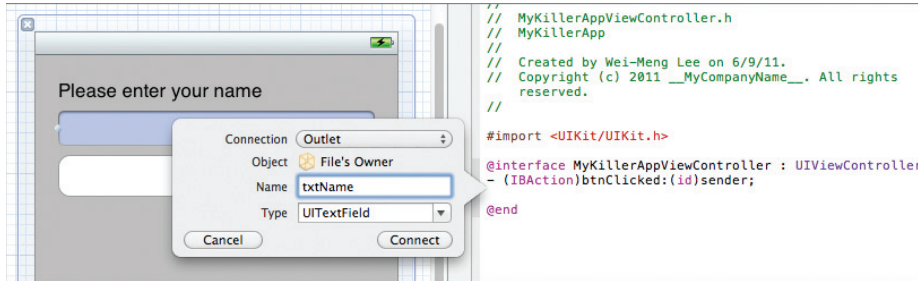 //
// MyKillerAppViewController.h
// MyKillerApp
//
// Created by Wei-Meng Lee on 6/9/11.
// Copyright (c) 2011 __MyCompanyName__. All rights
reserved.
//
#import <UIKit/UIKit.h>
@interface MyKillerAppViewController : UIViewController
- (IBAction)btnClicked:(id)sender;
@end
Please enter your name
Connection Outlet
Object File's Owner
Name txtName
Type UITextField
Cancel Connect